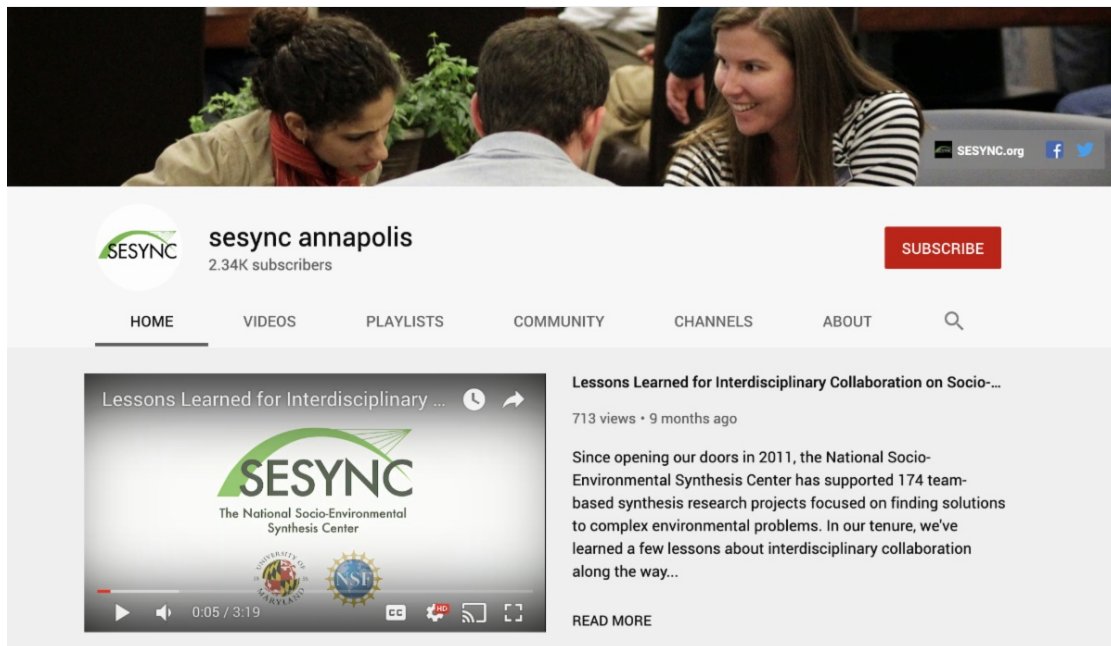 SESYNC.org
SESYNC
sesync annapolis
2.34K subscribers
SUBSCRIBE
HOME
VIDEOS
PLAYLISTS
COMMUNITY
CHANNELS
ABOUT
Lessons Learned for Interdisciplinary ...
SESYNC
The National Socio-Environmental
Synthesis Center
UNIVERSITY OF
MARYLAND
NSF
0:05 / 3:19
CC
HD
Lessons Learned for Interdisciplinary Collaboration on Socio-...
713 views • 9 months ago
Since opening our doors in 2011, the National Socio-
Environmental Synthesis Center has supported 174 team-
based synthesis research projects focused on finding solutions
to complex environmental problems. In our tenure, we've
learned a few lessons about interdisciplinary collaboration
along the way...
READ MORE